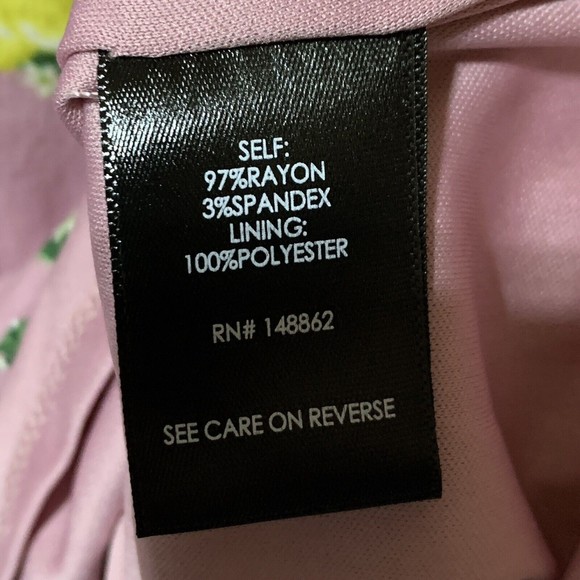 SELF:
97%RAYON
3%SPANDEX
LINING:
100%POLYESTER
RN# 148862
SEE CARE ON REVERSE